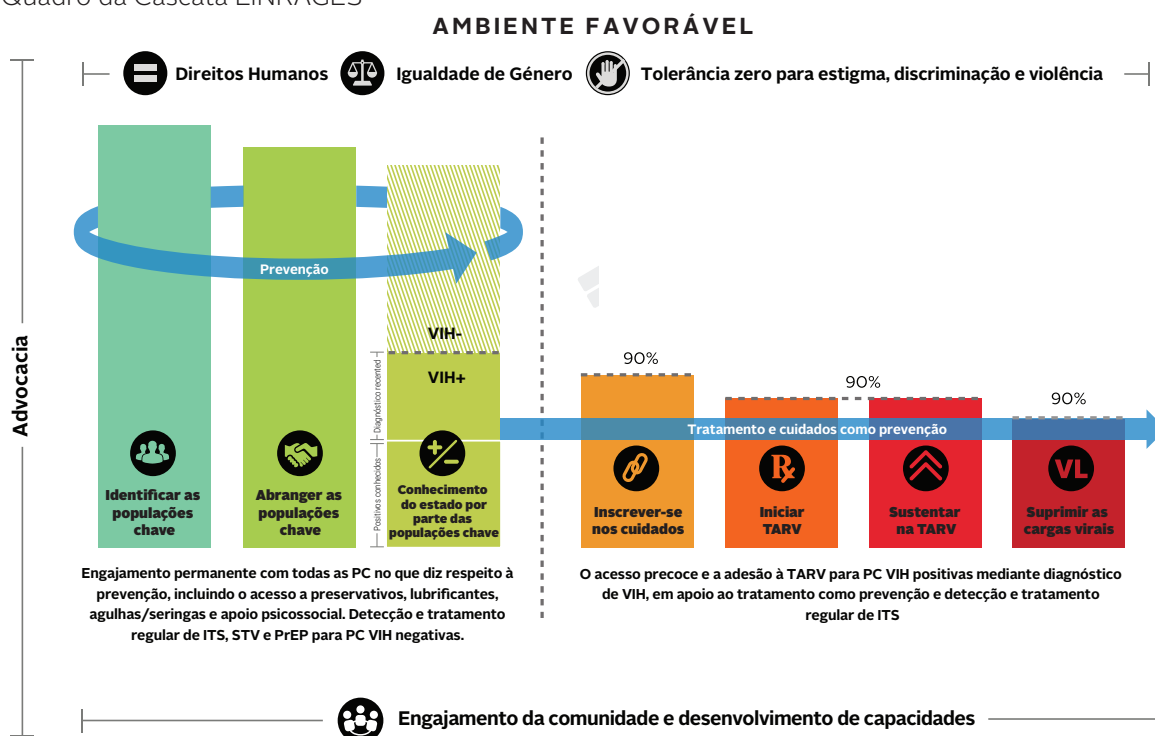 Quadro da Cascata LINKAGES
AMBIENTE FAVORÁVEL
Direitos Humanos
Igualdade de Género
Tolerância zero para estigma, discriminação e violência
Advocacia
Prevenção
VIH-
VIH+
Diagnóstico recented
Positivos conhecidos
Identificar as
populações
chave
Abranger as
populações
chave
Conhecimento
do estado por
parte das
populações chave
90%
90%
90%
Tratamento e cuidados como prevenção
Inscrever-se
nos cuidados
Rx
Iniciar
TARV
Sustentar
na TARV
VL
Suprimir as
cargas virais
Engajamento permanente com todas as PC no que diz respeito à
prevenção, incluindo o acesso a preservativos, lubrificantes,
agulhas/seringas e apoio psicossocial. Detecção e tratamento
regular de ITS, STV e PrEP para PC VIH negativas.
O acesso precoce e a adesão à TARV para PC VIH positivas mediante diagnóstico
de VIH, em apoio ao tratamento como prevenção e detecção e tratamento
regular de ITS
Engajamento da comunidade e desenvolvimento de capacidades